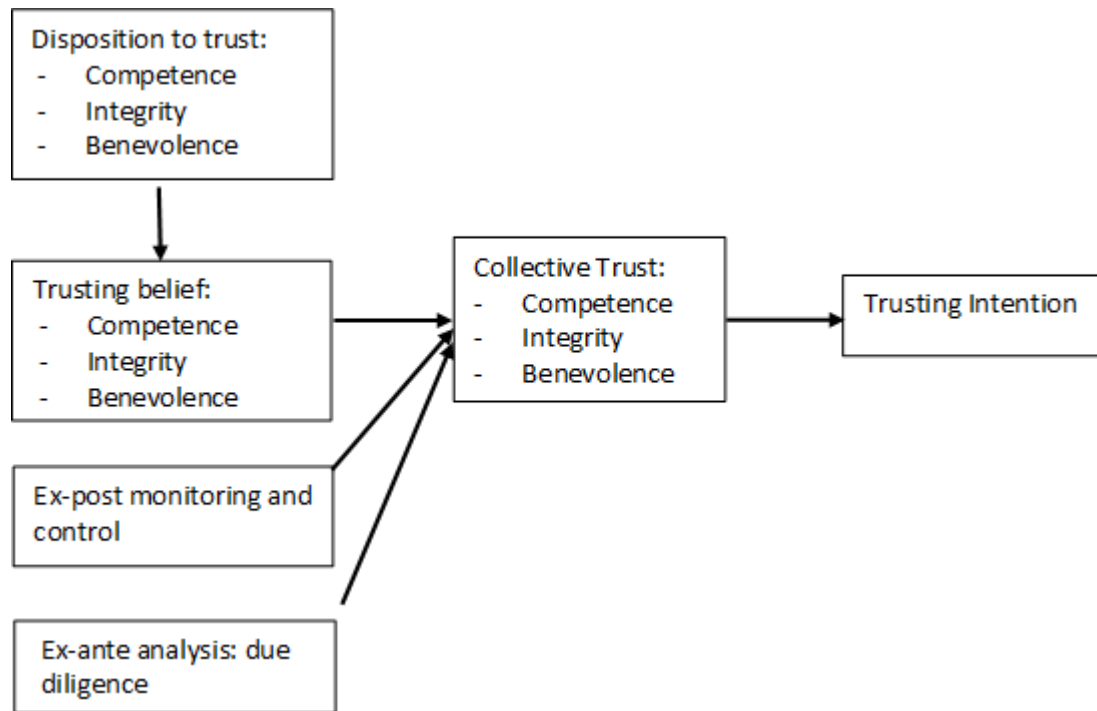 Disposition to trust:
- Competence
- Integrity
- Benevolence
Trusting belief:
- Competence
- Integrity
- Benevolence
Collective Trust:
- Competence
- Integrity
- Benevolence
Trusting Intention
Ex-post monitoring and
control
Ex-ante analysis: due
diligence